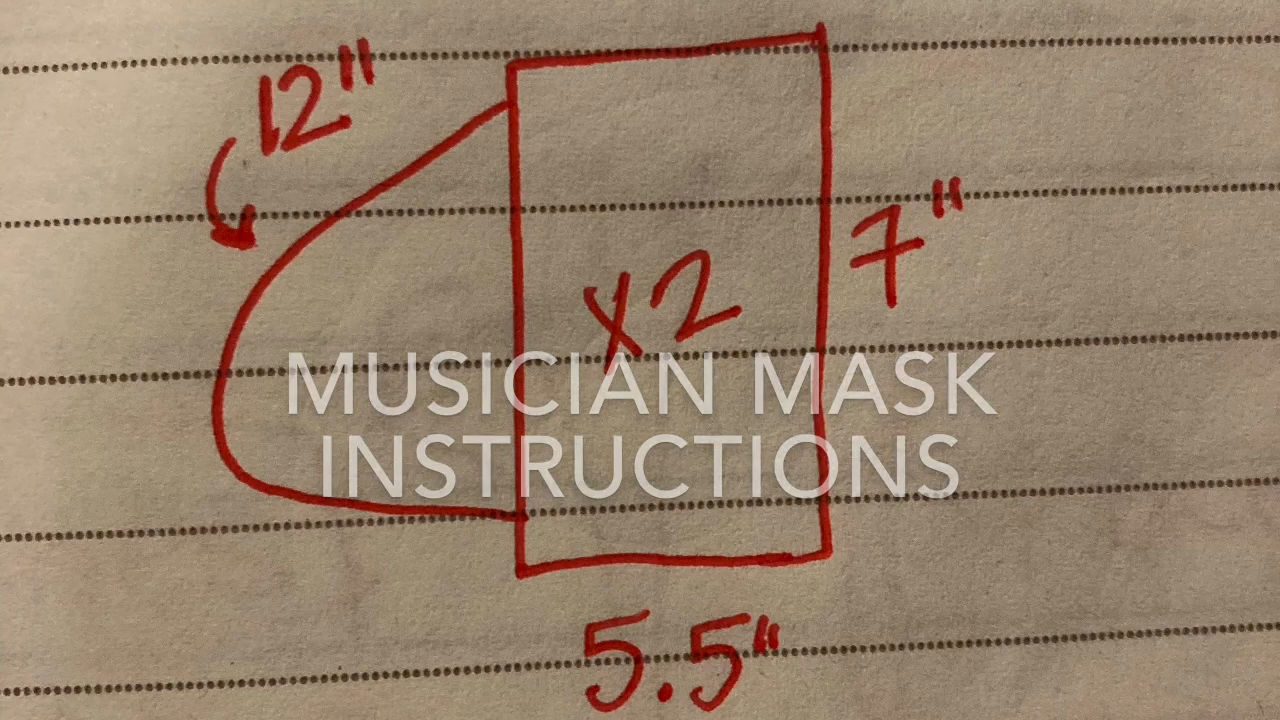 12"
7"
x2
MUSICIAN MASK
INSTRUCTIONS
5.5"